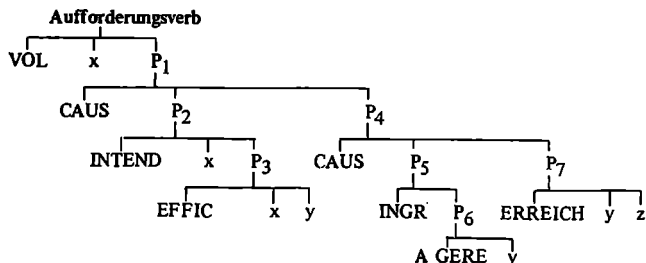 Aufforderungsverb
VOL x P1
CAUS P2 P4
INTEND x P3 CAUS P5 P7
EFFIC x y INGR P6 ERREICH y z
A GERE y